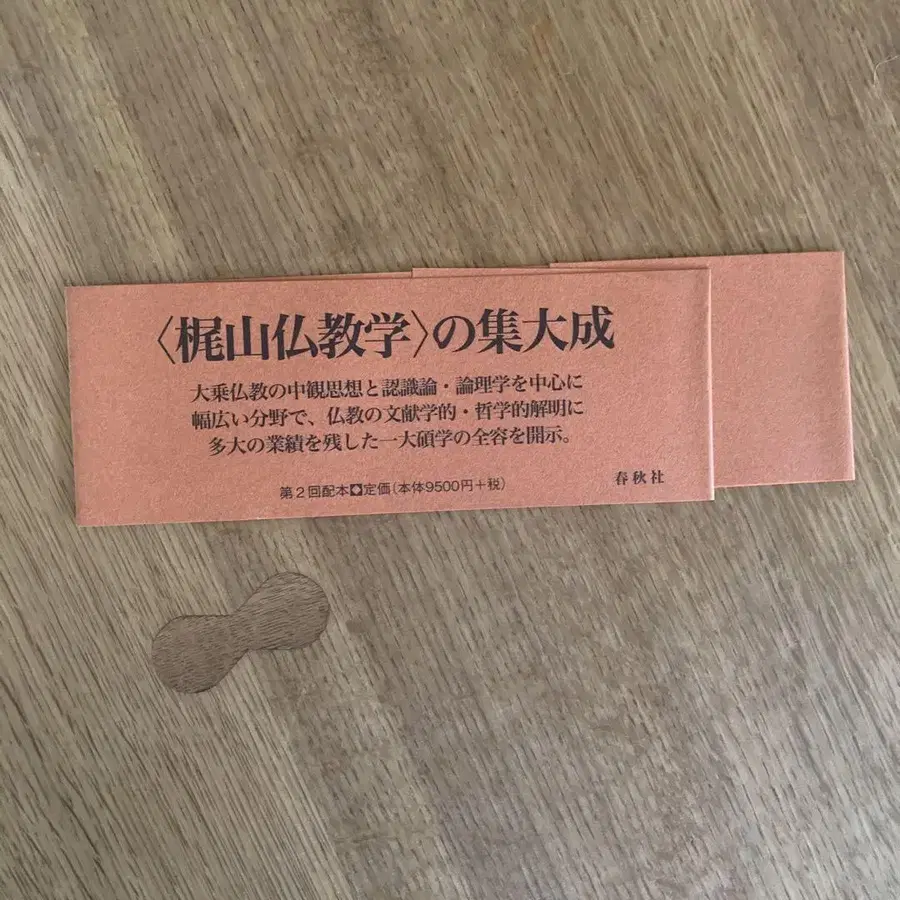 〈梶山仏教学〉の集大成
大乗仏教の中観思想と認識論・論理学を中心に
幅広い分野で、仏教の文献学的・哲学的解明に
多大の業績を残した一大碩学の全容を開示。
第2回配本◆定価(本体9500円+税)
春秋社